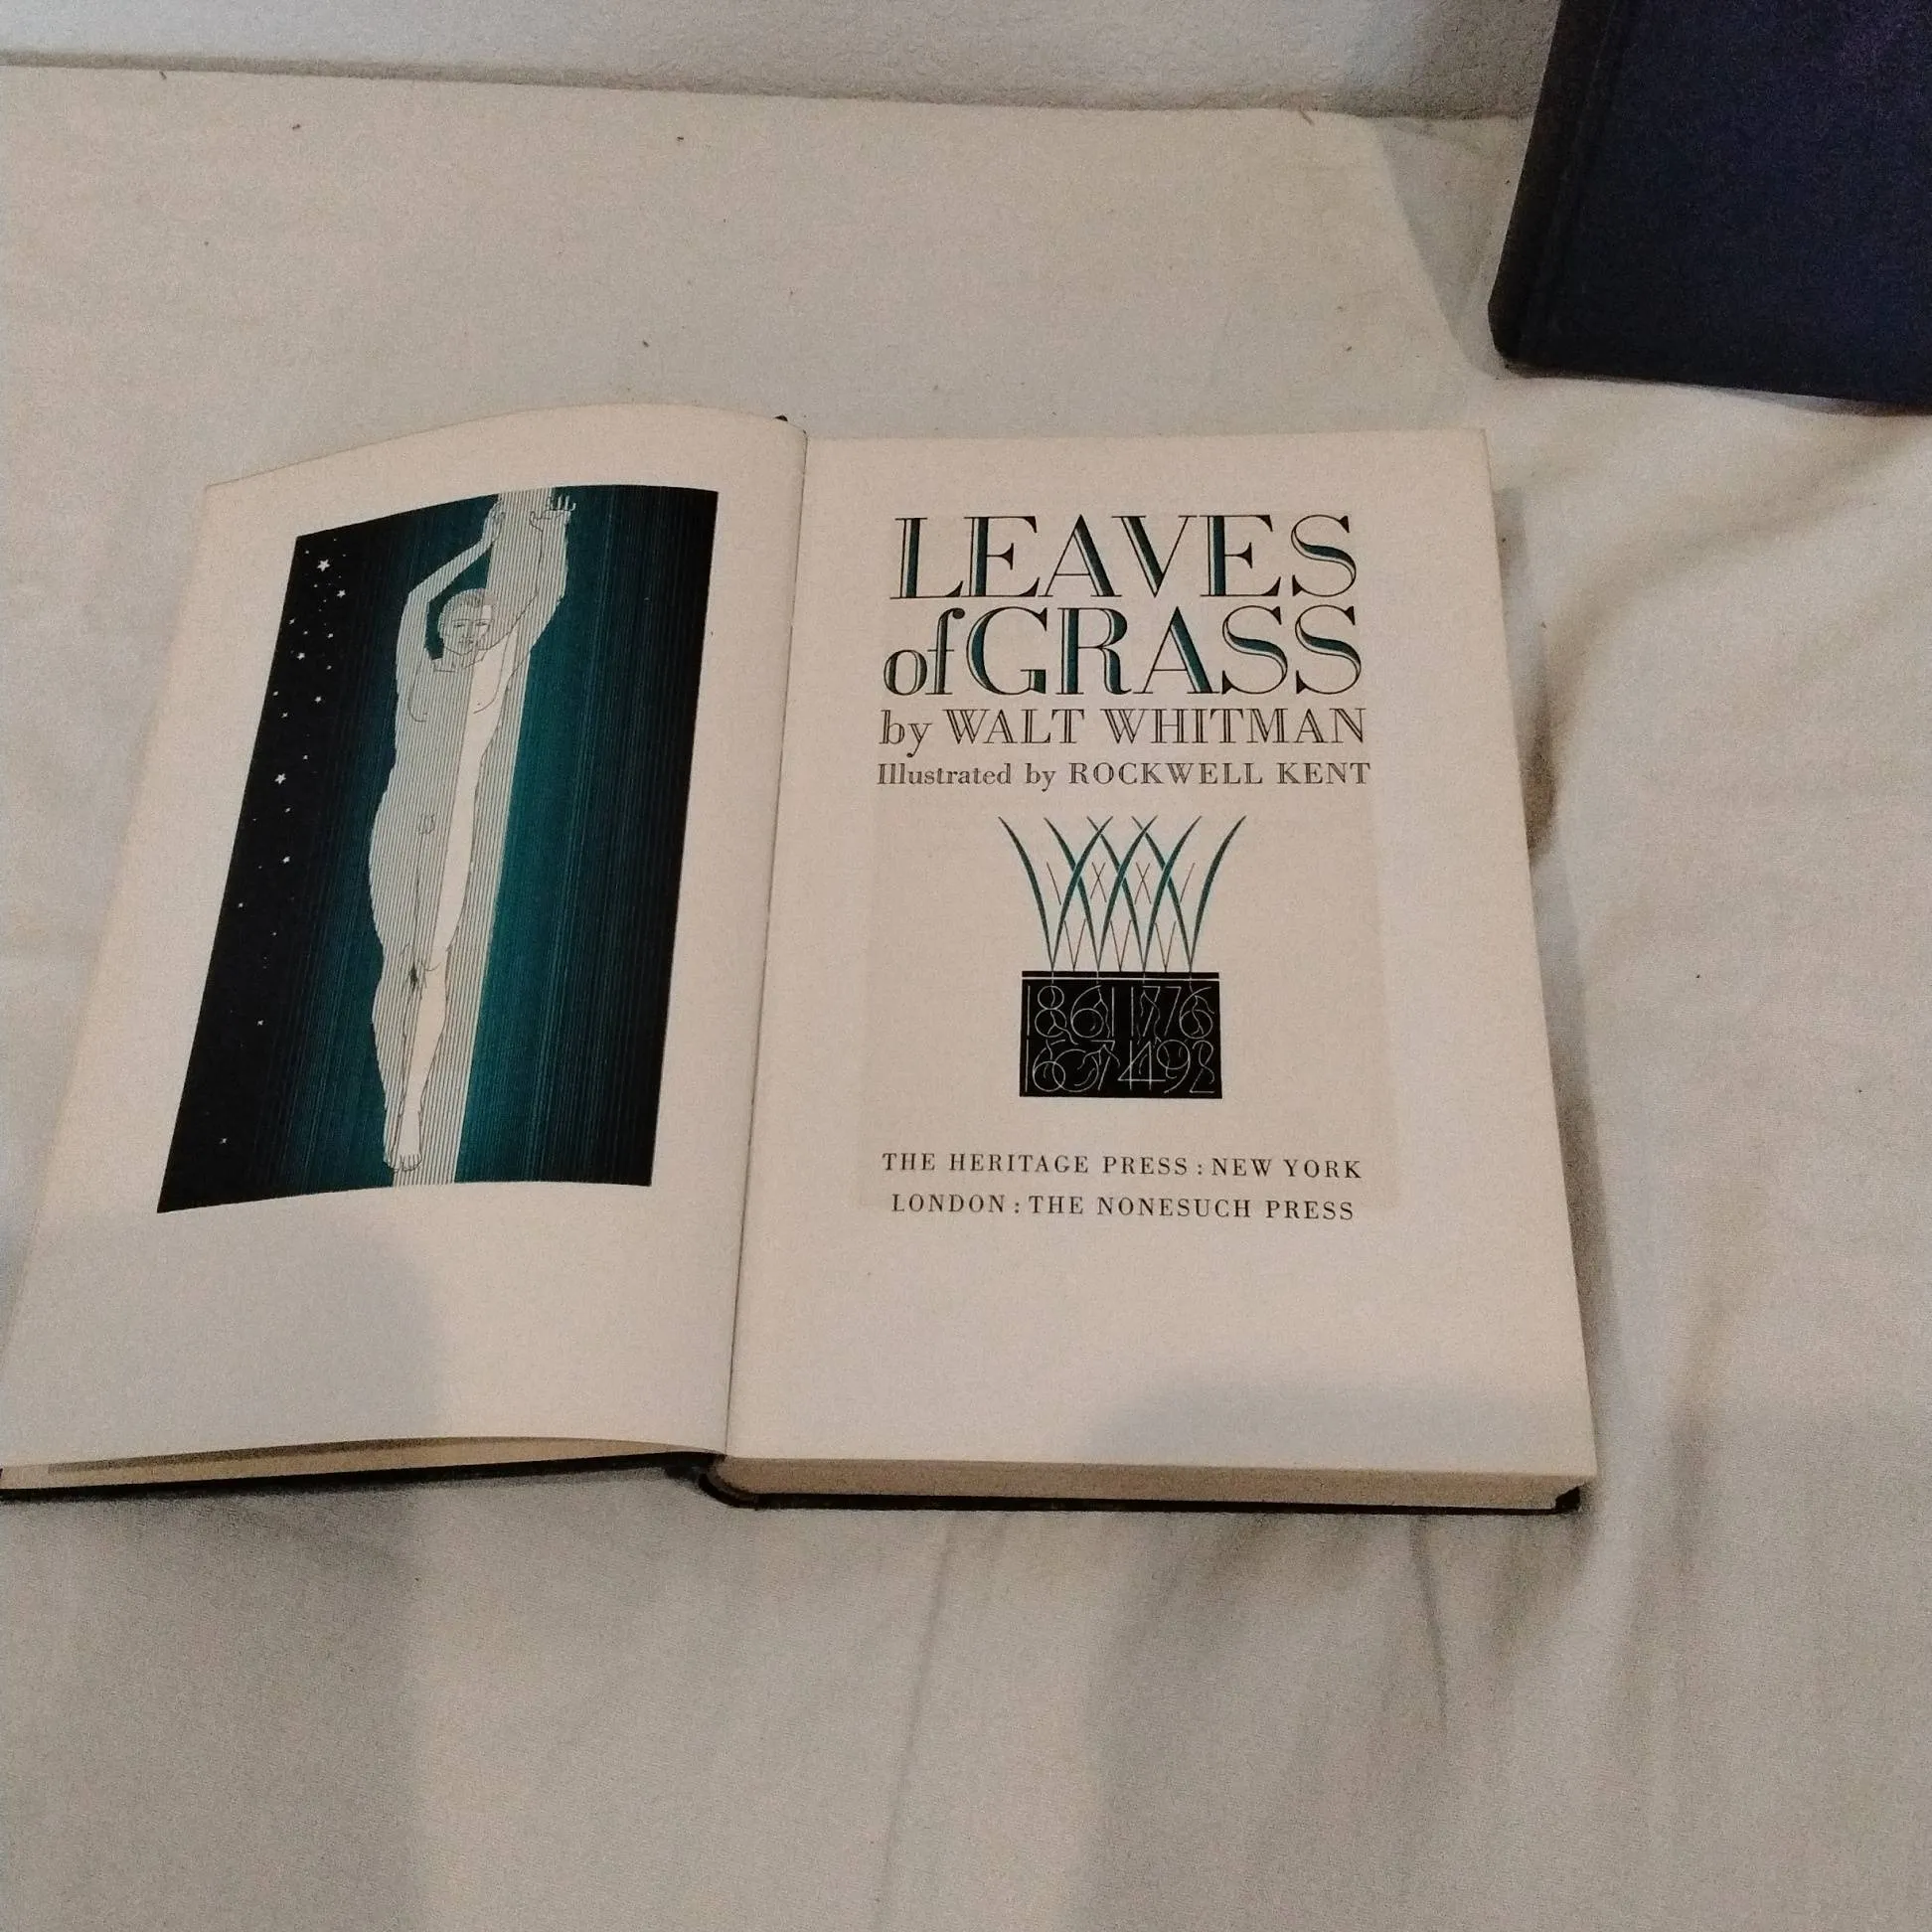 LEAVES
of GRASS
by WALT WHITMAN
Illustrated by ROCKWELL KENT
1861 1776
1607 1492
THE HERITAGE PRESS : NEW YORK
LONDON : THE NONESUCH PRESS